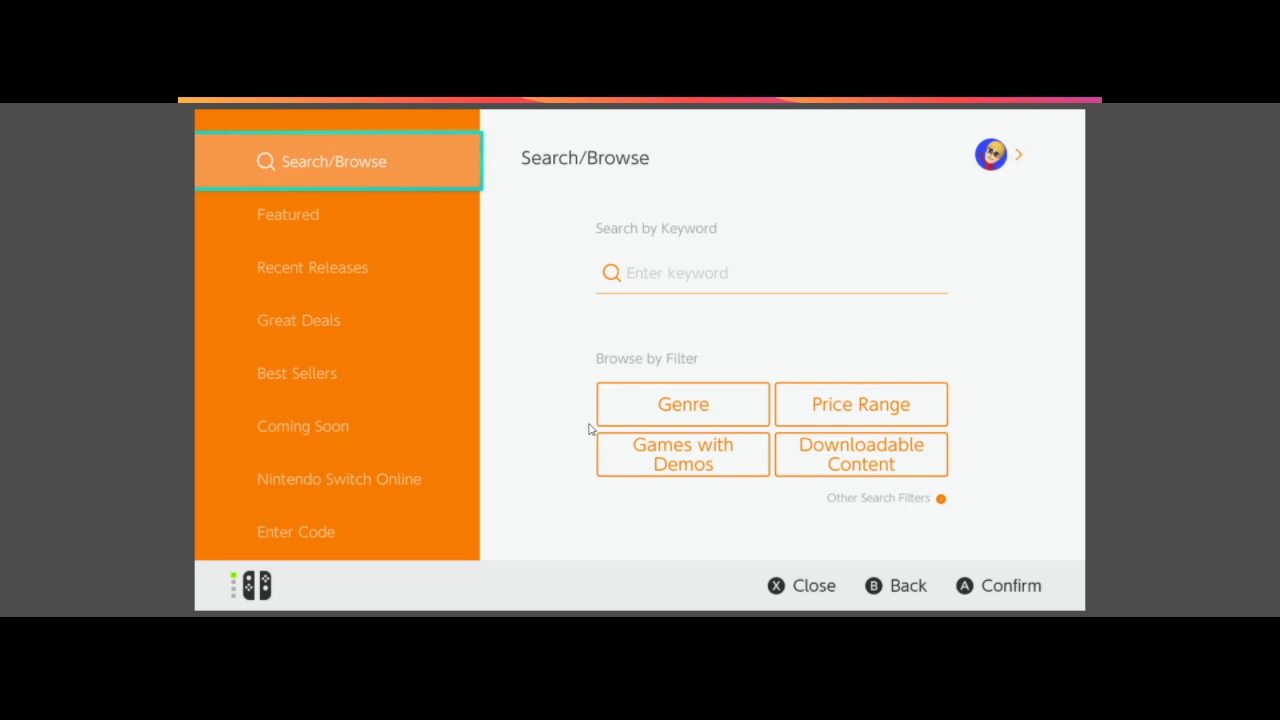 Search/Browse
Featured
Recent Releases
Great Deals
Best Sellers
Coming Soon
Nintendo Switch Online
Enter Code
Search/Browse
Search by Keyword
Enter keyword
Browse by Filter
Genre
Price Range
Games with
Demos
Downloadable
Content
Other Search Filters
X Close
B Back
A Confirm